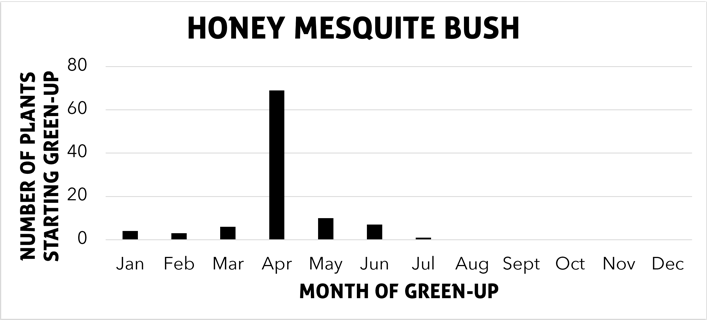 HONEY MESQUITE BUSH
NUMBER OF PLANTS
STARTING GREEN-UP
80
60
40
20
0
Jan Feb Mar Apr May Jun Jul Aug Sept Oct Nov Dec
MONTH OF GREEN-UP